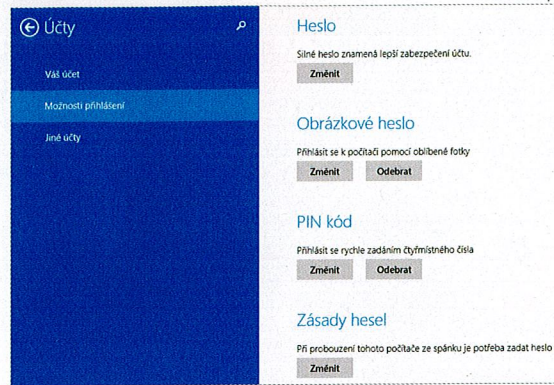 Účty
Váš účet
Možnosti přihlášení
Jiné účty
Heslo
Silné heslo znamená lepší zabezpečení účtu.
Změnit
Obrázkové heslo
Přihlásit se k počítači pomocí oblíbené fotky
Změnit Odebrat
PIN kód
Přihlásit se rychle zadáním čtyřmístného čísla
Změnit Odebrat
Zásady hesel
Při probouzení tohoto počítače ze spánku je potřeba zadat heslo
Změnit